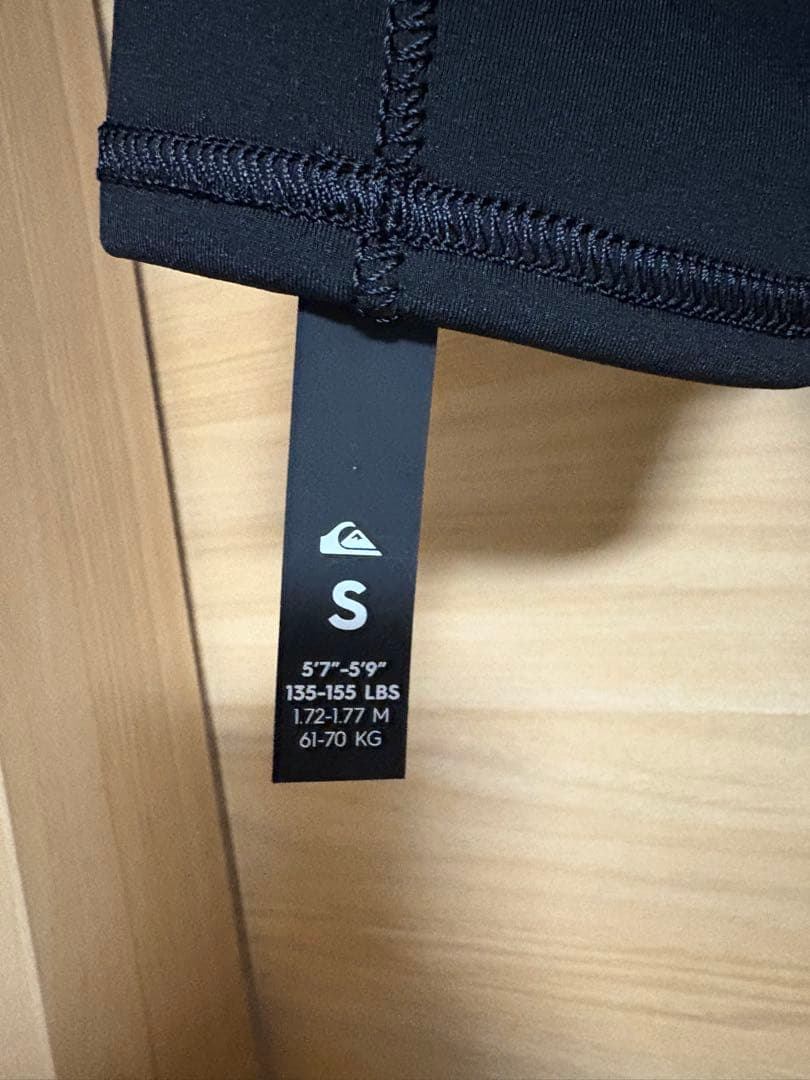 S
5'7"-5'9"
135-155 LBS
1.72-1.77 M
61-70 KG